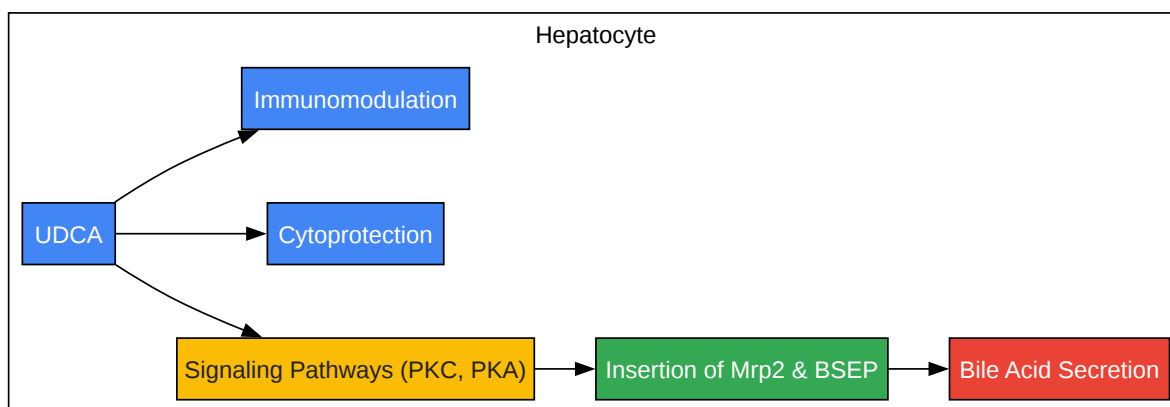 Hepatocyte
Immunomodulation
UDCA
Cytoprotection
Signaling Pathways (PKC, PKA)
Insertion of Mrp2 & BSEP
Bile Acid Secretion